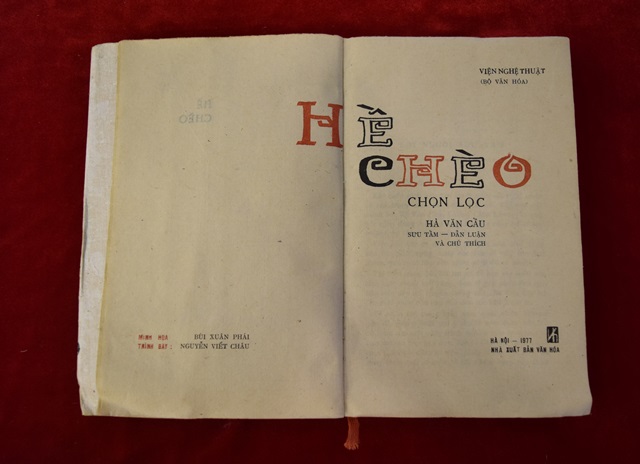 HỀ
CHÈO
VIỆN NGHỆ THUẬT
(BỘ VĂN HÓA)
HỀ
CHÈO
CHỌN LỌC
HÀ VĂN CẦU
SƯU TẦM — DẪN LUẬN
VÀ CHÚ THÍCH
MINH HỌA BÙI XUÂN PHÁI
TRÌNH BÀY : NGUYỄN VIẾT CHÂU
HÀ NỘI — 1977
NHÀ XUẤT BẢN VĂN HÓA